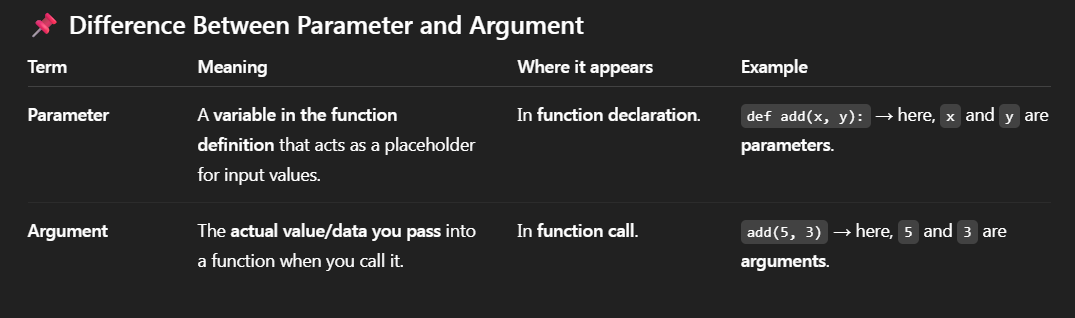 📌 Difference Between Parameter and Argument
Term Meaning Where it appears Example
Parameter A variable in the function In function declaration. def add(x, y): → here, x and y are
definition that acts as a placeholder parameters.
for input values.
Argument The actual value/data you pass into In function call. add(5, 3) → here, 5 and 3 are
a function when you call it. arguments.